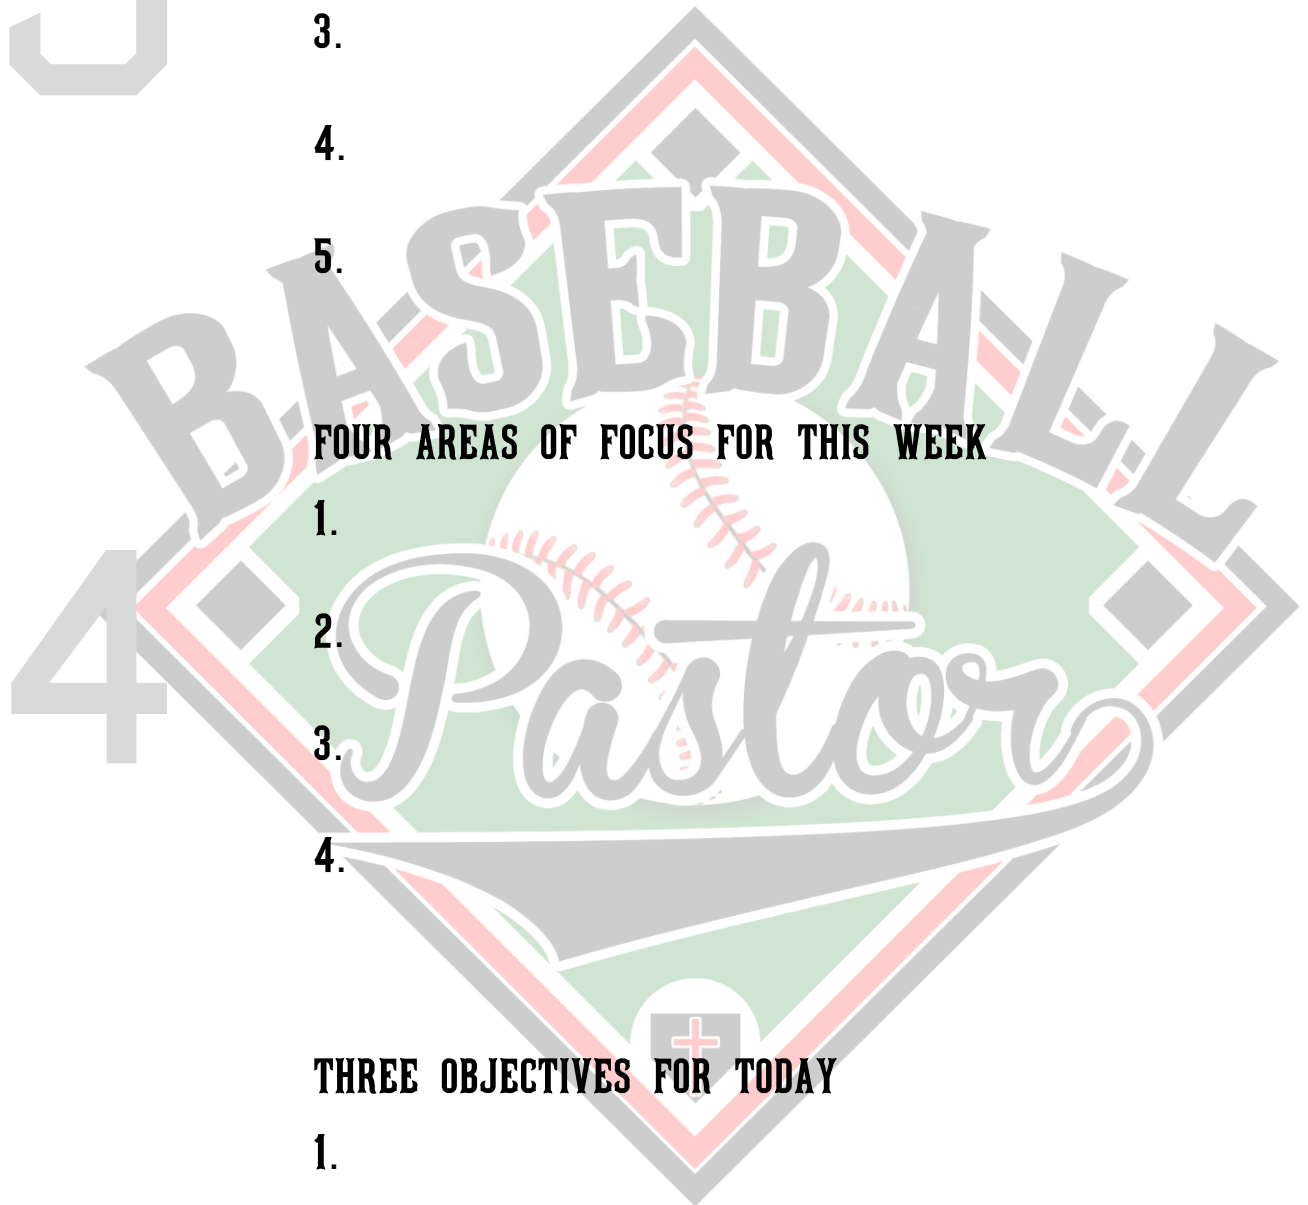 3.
4.
5.
BASEBALL
FOUR AREAS OF FOCUS FOR THIS WEEK
1.
4
Pastor
2.
3.
4.
THREE OBJECTIVES FOR TODAY
1.